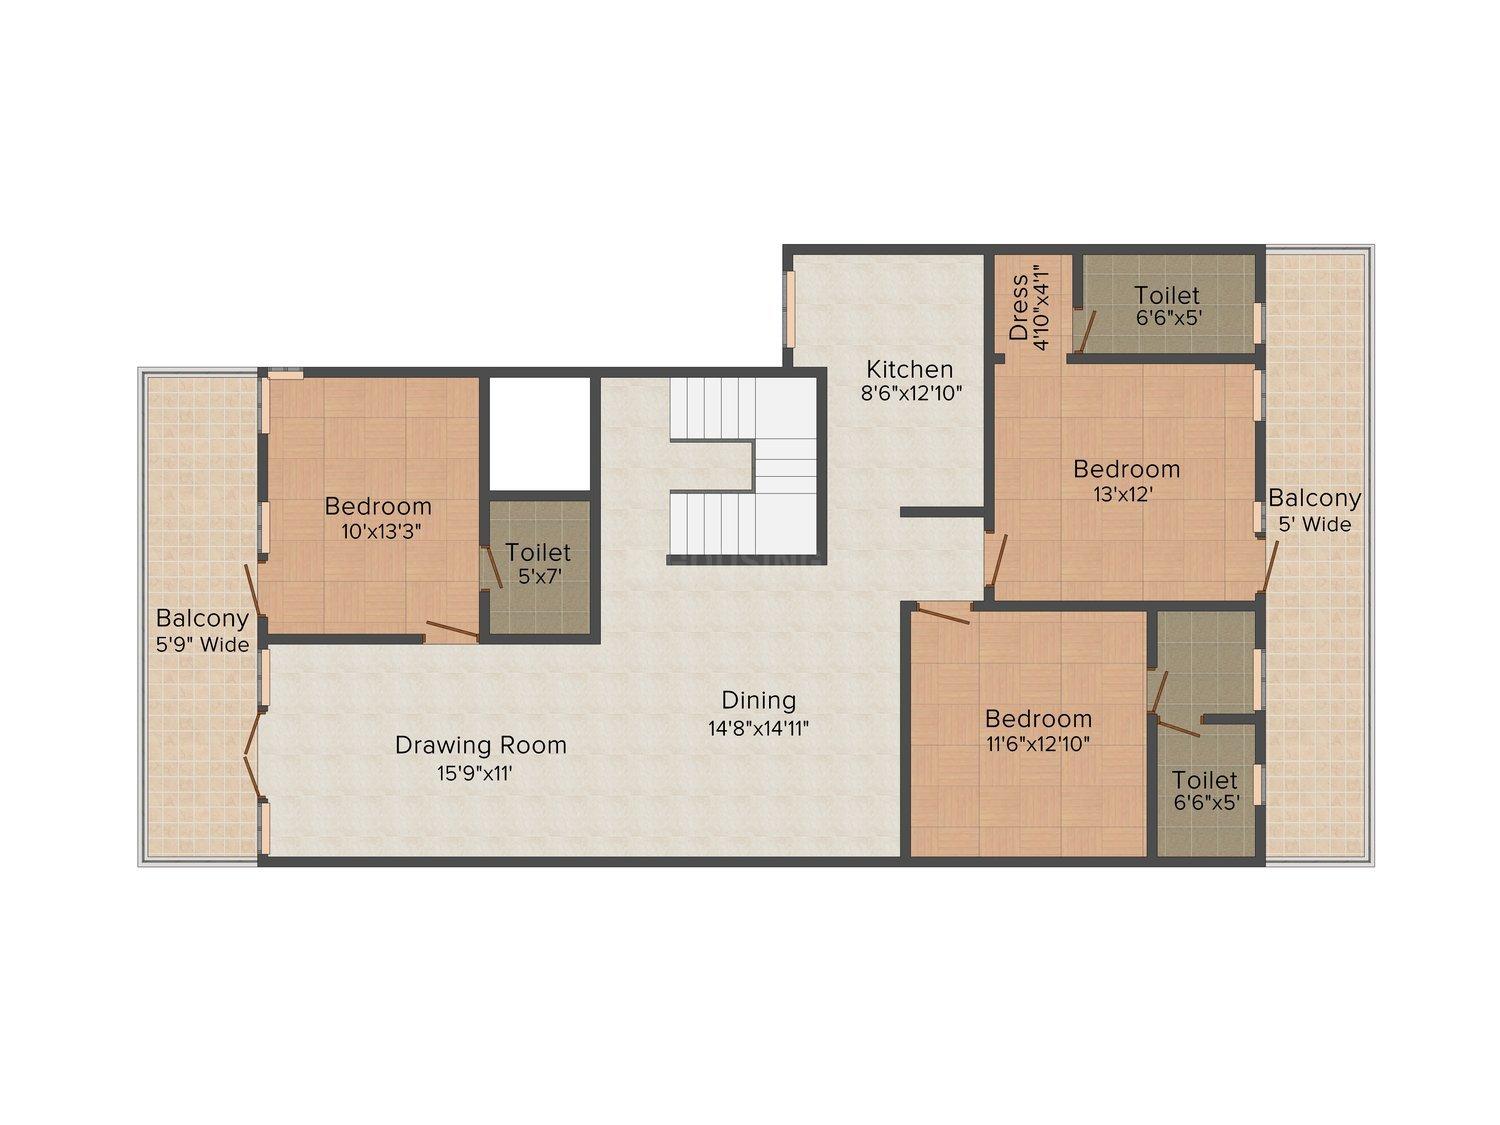 Dress
4'10"x4'1"
Toilet
6'6"x5'
Kitchen
8'6"x12'10"
Bedroom
13'x12'
Balcony
5' Wide
Bedroom
10'x13'3"
Toilet
5'x7'
HOUSING
Balcony
5'9" Wide
Dining
14'8"x14'11"
Drawing Room
15'9"x11'
Bedroom
11'6"x12'10"
Toilet
6'6"x5'